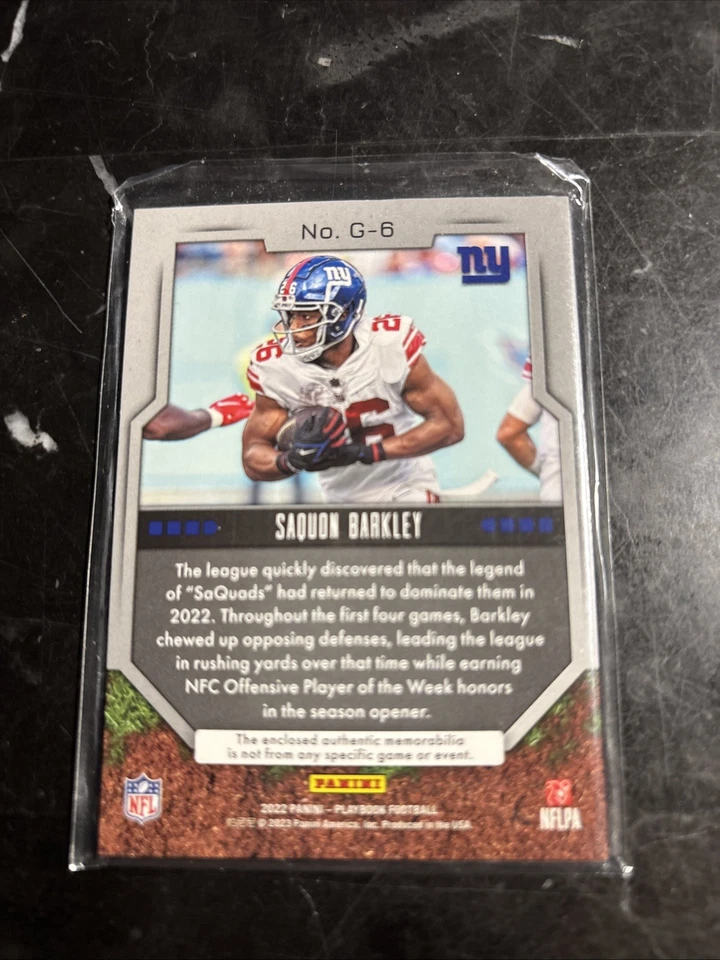 No. G-6
ny
ny
26
26
26
SAQUON BARKLEY
The league quickly discovered that the legend
of "SaQuads" had returned to dominate them in
2022. Throughout the first four games, Barkley
chewed up opposing defenses, leading the league
in rushing yards over that time while earning
NFC Offensive Player of the Week honors
in the season opener.
The enclosed authentic memorabilia
is not from any specific game or event.
PANINI
NFL
NFLPA
2022 PANINI – PLAYBOOK FOOTBALL
© 2023 Panini America, Inc. Produced in the USA.